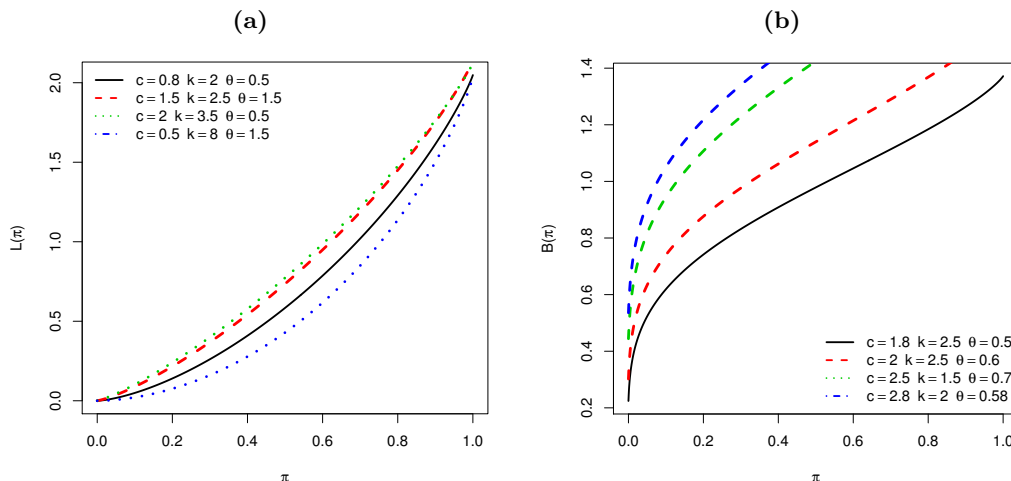 (a)
L(π)
2.0
1.5
1.0
0.5
0.0
c = 0.8 k = 2 θ = 0.5
c = 1.5 k = 2.5 θ = 1.5
c = 2 k = 3.5 θ = 0.5
c = 0.5 k = 8 θ = 1.5
0.0 0.2 0.4 0.6 0.8 1.0
π
(b)
B(π)
1.4
1.2
1.0
0.8
0.6
0.4
0.2
c = 1.8 k = 2.5 θ = 0.5
c = 2 k = 2.5 θ = 0.6
c = 2.5 k = 1.5 θ = 0.7
c = 2.8 k = 2 θ = 0.58
0.0 0.2 0.4 0.6 0.8 1.0
π